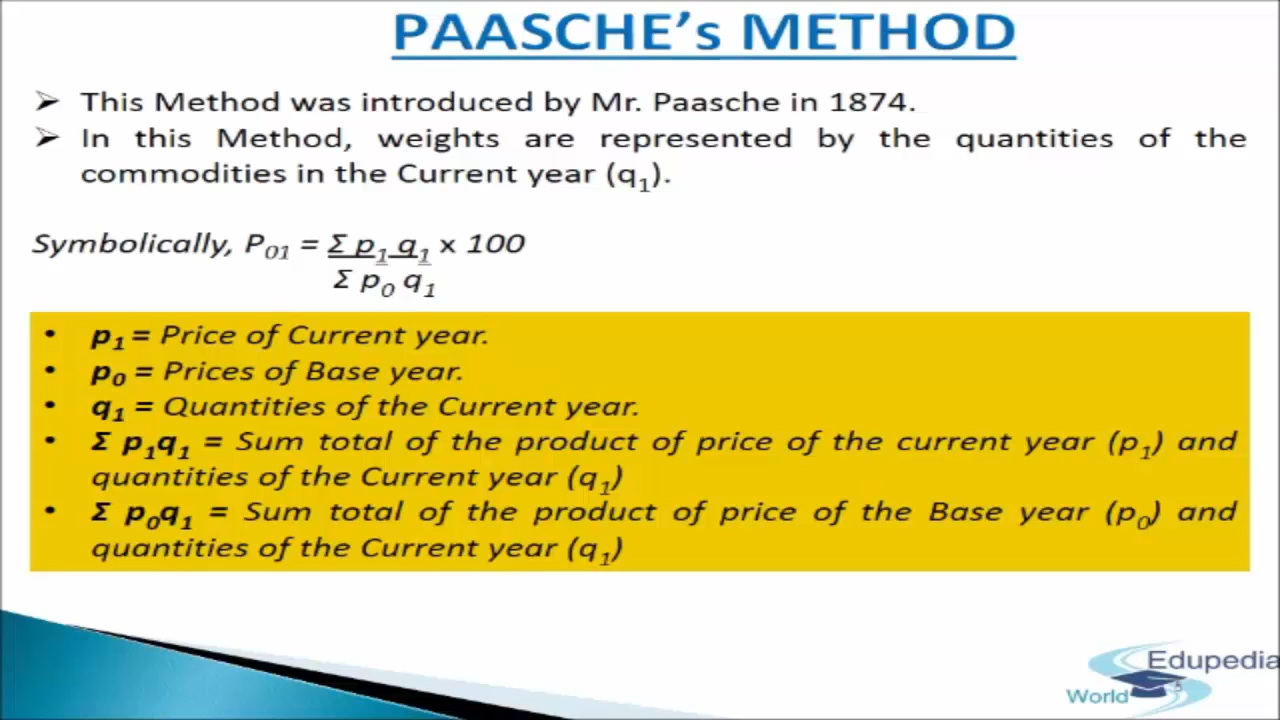 PAASCHE's METHOD
➢ This Method was introduced by Mr. Paasche in 1874.
➢ In this Method, weights are represented by the quantities of the
commodities in the Current year (q₁).
Symbolically, P₀₁ = Σ p₁ q₁ x 100
Σ p₀ q₁
• p₁ = Price of Current year.
• p₀ = Prices of Base year.
• q₁ = Quantities of the Current year.
• Σ p₁q₁ = Sum total of the product of price of the current year (p₁) and
quantities of the Current year (q₁)
• Σ p₀q₁ = Sum total of the product of price of the Base year (p₀) and
quantities of the Current year (q₁)
Edupedia
World
5